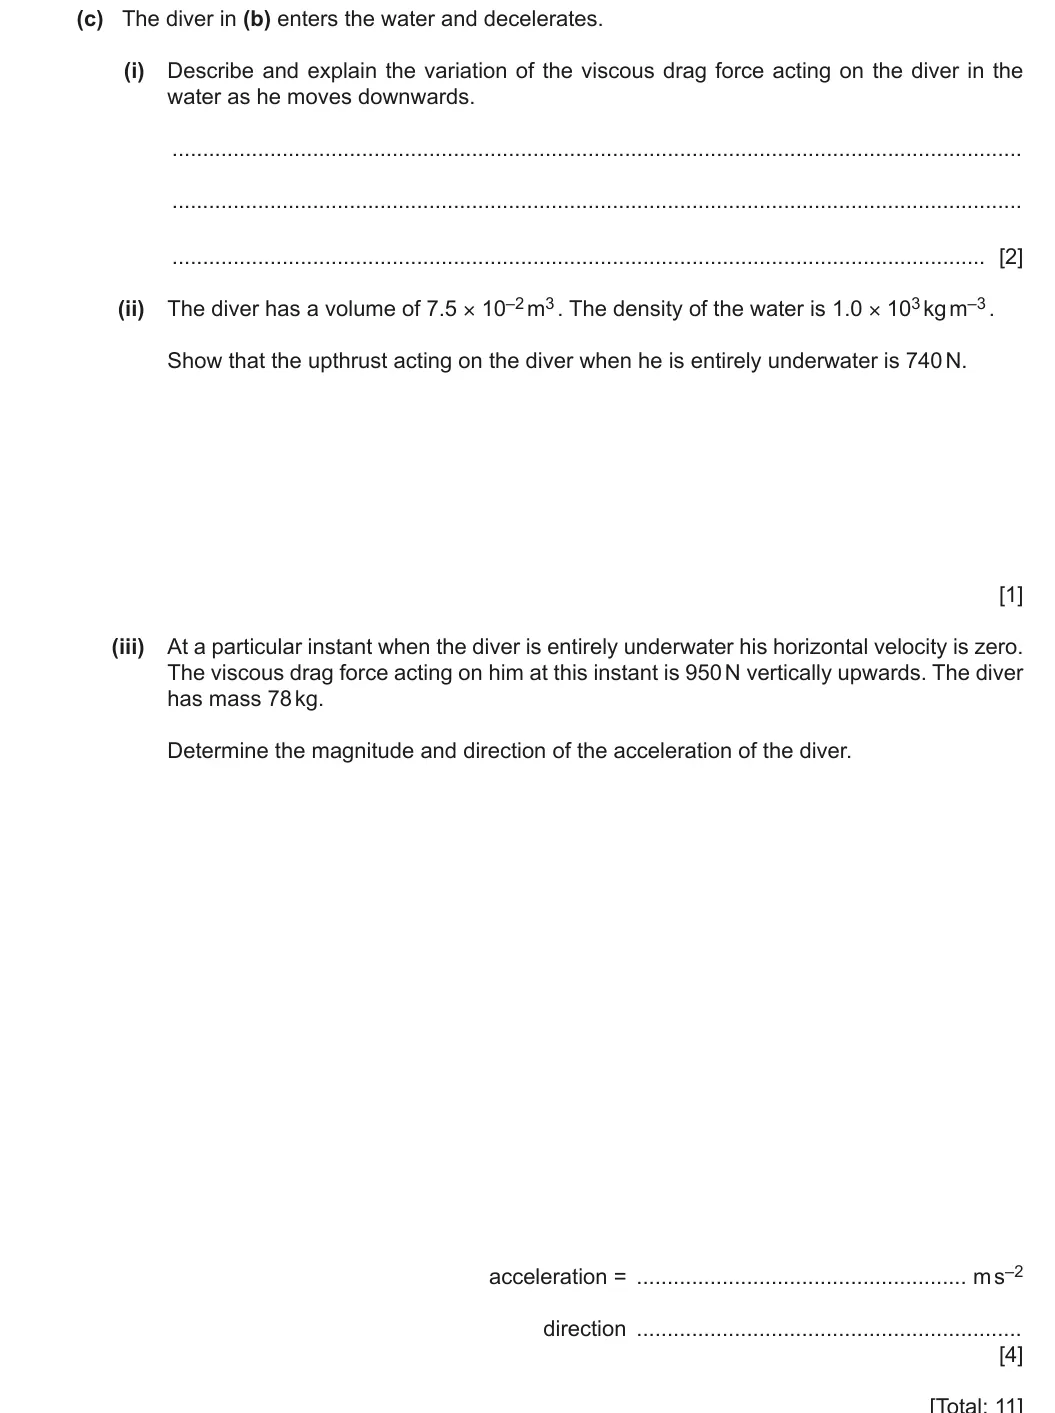 (c) The diver in (b) enters the water and decelerates.
(i) Describe and explain the variation of the viscous drag force acting on the diver in the
water as he moves downwards.
..........................................................................................................................................
..........................................................................................................................................
.................................................................................................................................... [2]
(ii) The diver has a volume of 7.5 × 10⁻² m³. The density of the water is 1.0 × 10³ kg m⁻³.
Show that the upthrust acting on the diver when he is entirely underwater is 740 N.
[1]
(iii) At a particular instant when the diver is entirely underwater his horizontal velocity is zero.
The viscous drag force acting on him at this instant is 950 N vertically upwards. The diver
has mass 78 kg.
Determine the magnitude and direction of the acceleration of the diver.
acceleration = ...................................................... m s⁻²
direction ...............................................................
[4]
[Total: 11]